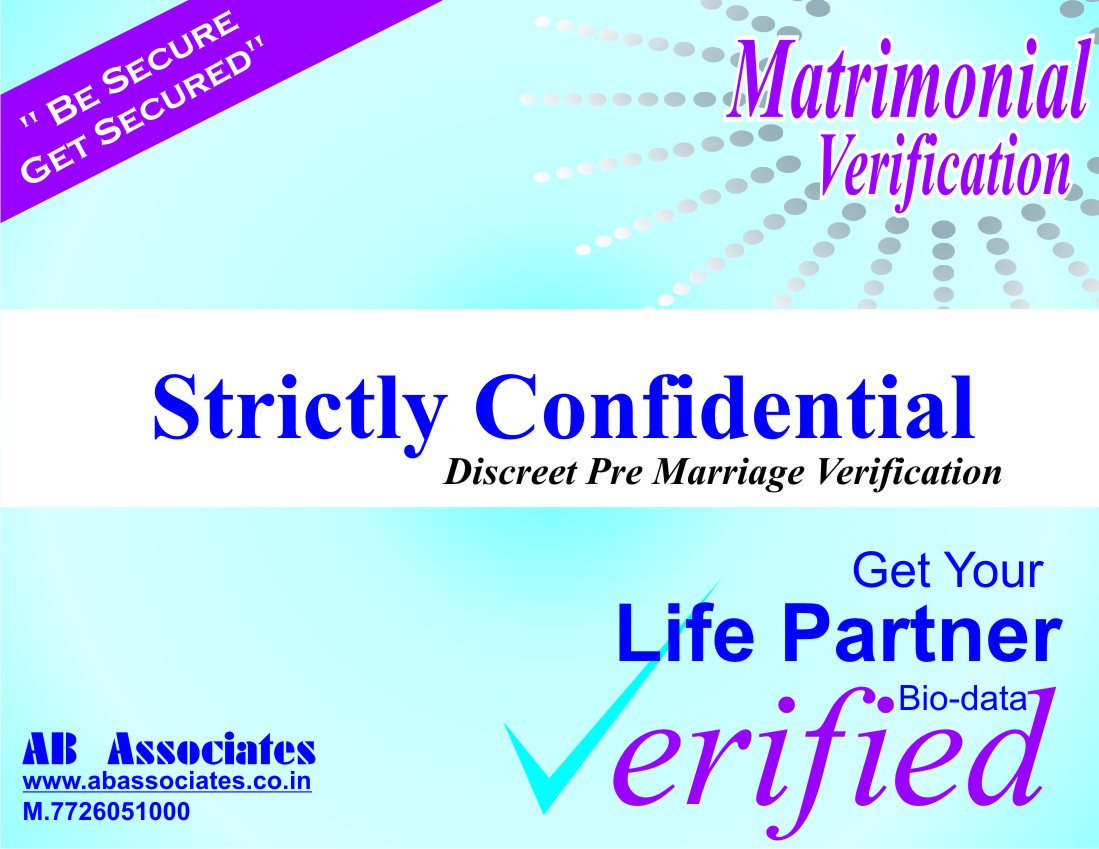 " Be Secure
Get Secured"
Matrimonial
Verification
Strictly Confidential
Discreet Pre Marriage Verification
Get Your
Life Partner
Bio-data
erified
AB Associates
www.abassociates.co.in
M.7726051000